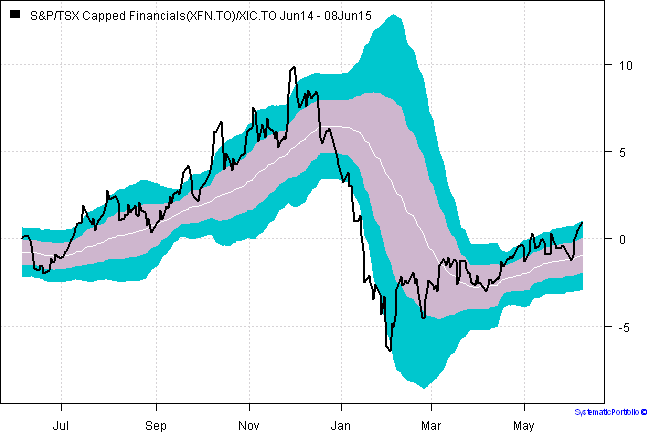 S&P/TSX Capped Financials(XFN.TO)/XIC.TO Jun14 - 08Jun15
10
5
0
-5
SystematicPortfolio ©
Jul Sep Nov Jan Mar May